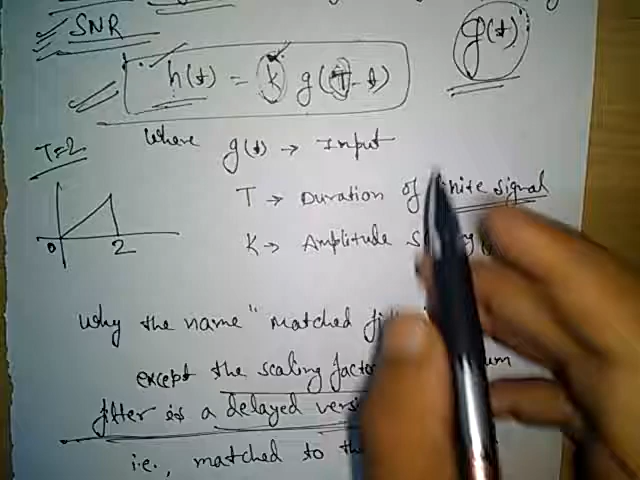 SNR
g(t)
h(t) = k g(T-t)
T=2
where g(t) → Input
T → Duration of finite signal
0 2
K → Amplitude
Why the name "matched
except the scaling factor
filter is a delayed
i.e., matched to the